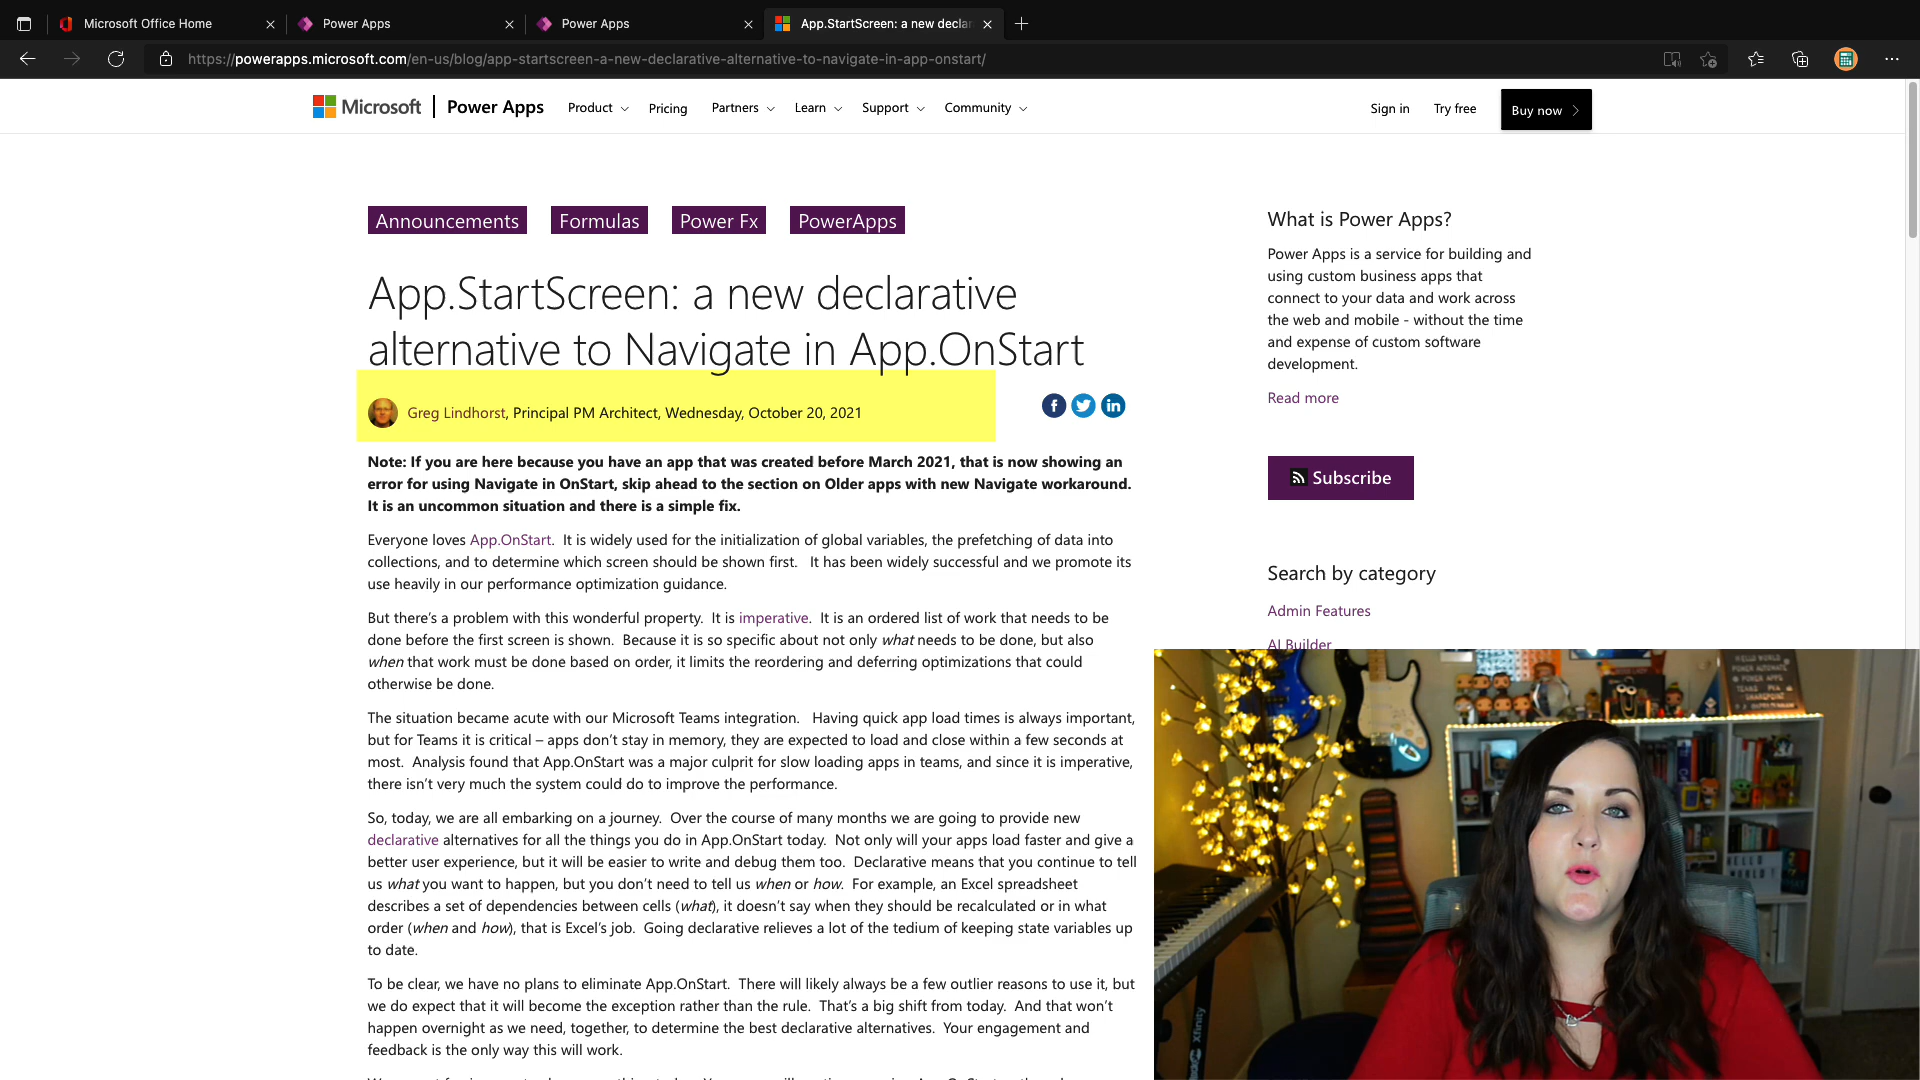 Microsoft Office Home
Power Apps
Power Apps
App.StartScreen: a new declar
https://powerapps.microsoft.com/en-us/blog/app-startscreen-a-new-declarative-alternative-to-navigate-in-app-onstart/
Microsoft Power Apps Product Pricing Partners Learn Support Community Sign in Try free Buy now
Announcements Formulas Power Fx PowerApps
App.StartScreen: a new declarative
alternative to Navigate in App.OnStart
Greg Lindhorst, Principal PM Architect, Wednesday, October 20, 2021
Note: If you are here because you have an app that was created before March 2021, that is now showing an
error for using Navigate in OnStart, skip ahead to the section on Older apps with new Navigate workaround.
It is an uncommon situation and there is a simple fix.
Everyone loves App.OnStart.  It is widely used for the initialization of global variables, the prefetching of data into
collections, and to determine which screen should be shown first.   It has been widely successful and we promote its
use heavily in our performance optimization guidance.
But there's a problem with this wonderful property.  It is imperative.  It is an ordered list of work that needs to be
done before the first screen is shown.  Because it is so specific about not only what needs to be done, but also
when that work must be done based on order, it limits the reordering and deferring optimizations that could
otherwise be done.
The situation became acute with our Microsoft Teams integration.   Having quick app load times is always important,
but for Teams it is critical – apps don't stay in memory, they are expected to load and close within a few seconds at
most.  Analysis found that App.OnStart was a major culprit for slow loading apps in teams, and since it is imperative,
there isn't very much the system could do to improve the performance.
So, today, we are all embarking on a journey.  Over the course of many months we are going to provide new
declarative alternatives for all the things you do in App.OnStart today.  Not only will your apps load faster and give a
better user experience, but it will be easier to write and debug them too.  Declarative means that you continue to tell
us what you want to happen, but you don't need to tell us when or how.  For example, an Excel spreadsheet
describes a set of dependencies between cells (what), it doesn't say when they should be recalculated or in what
order (when and how), that is Excel's job.  Going declarative relieves a lot of the tedium of keeping state variables up
to date.
To be clear, we have no plans to eliminate App.OnStart.  There will likely always be a few outlier reasons to use it, but
we do expect that it will become the exception rather than the rule.  That's a big shift from today.  And that won't
happen overnight as we need, together, to determine the best declarative alternatives.  Your engagement and
feedback is the only way this will work.
What is Power Apps?
Power Apps is a service for building and
using custom business apps that
connect to your data and work across
the web and mobile - without the time
and expense of custom software
development.
Read more
Subscribe
Search by category
Admin Features
AI Builder
HELLO WORLD
POWER AUTOMATE
POWER APPS
xfinity